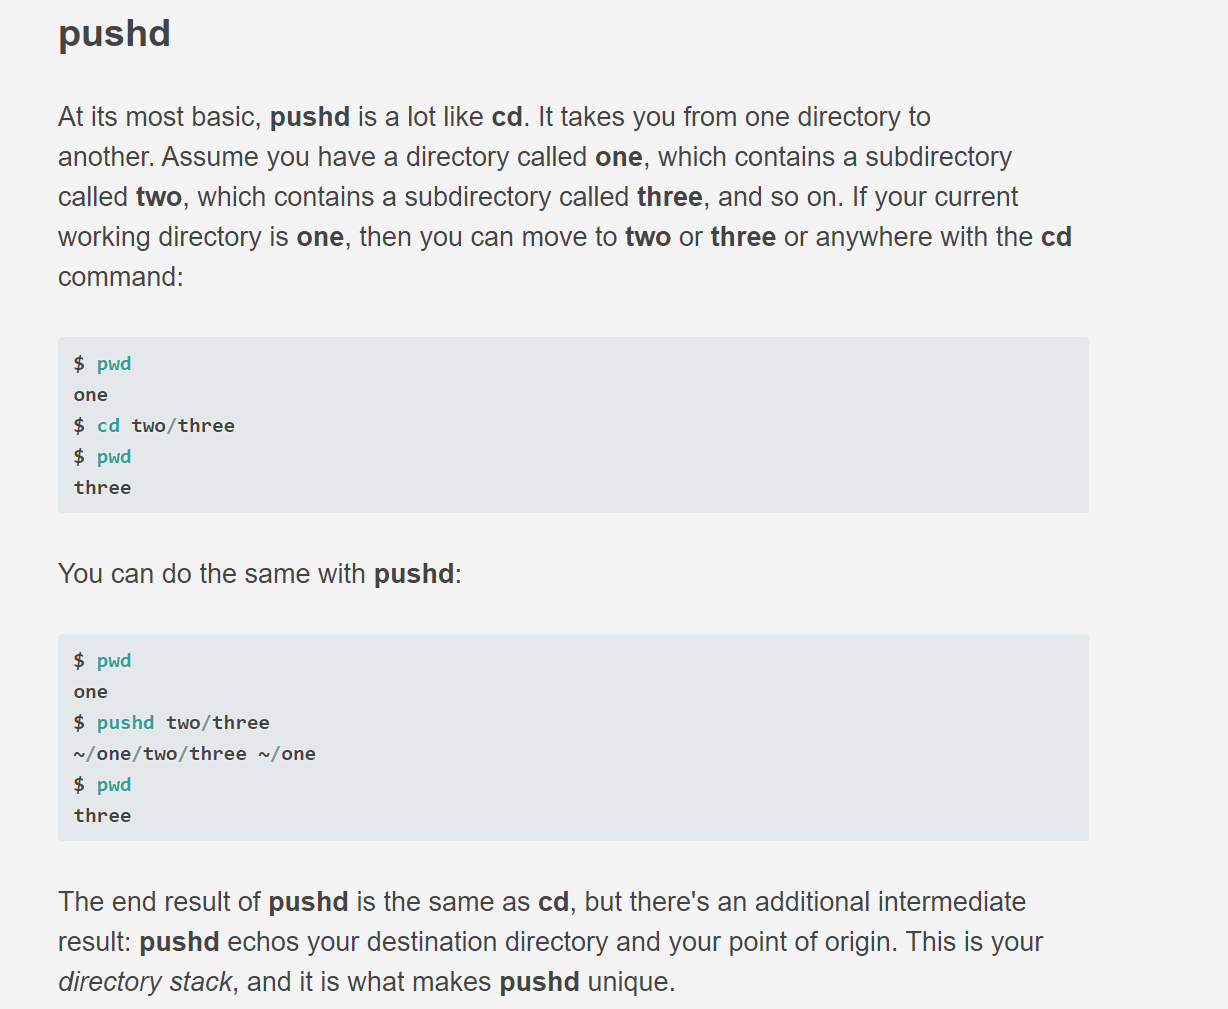 pushd
At its most basic, pushd is a lot like cd. It takes you from one directory to
another. Assume you have a directory called one, which contains a subdirectory
called two, which contains a subdirectory called three, and so on. If your current
working directory is one, then you can move to two or three or anywhere with the cd
command:
$ pwd
one
$ cd two/three
$ pwd
three
You can do the same with pushd:
$ pwd
one
$ pushd two/three
~/one/two/three ~/one
$ pwd
three
The end result of pushd is the same as cd, but there's an additional intermediate
result: pushd echos your destination directory and your point of origin. This is your
directory stack, and it is what makes pushd unique.